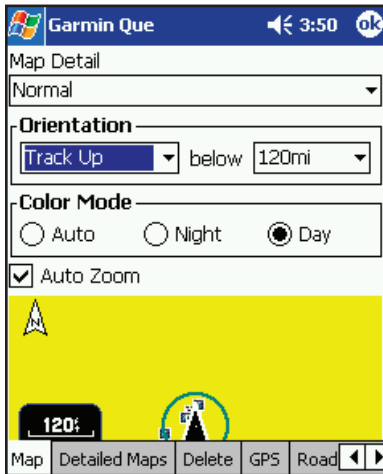 Garmin Que 3:50 ok
Map Detail
Normal
Orientation
Track Up below 120mi
Color Mode
Auto Night Day
Auto Zoom
N
Map Detailed Maps Delete GPS Road